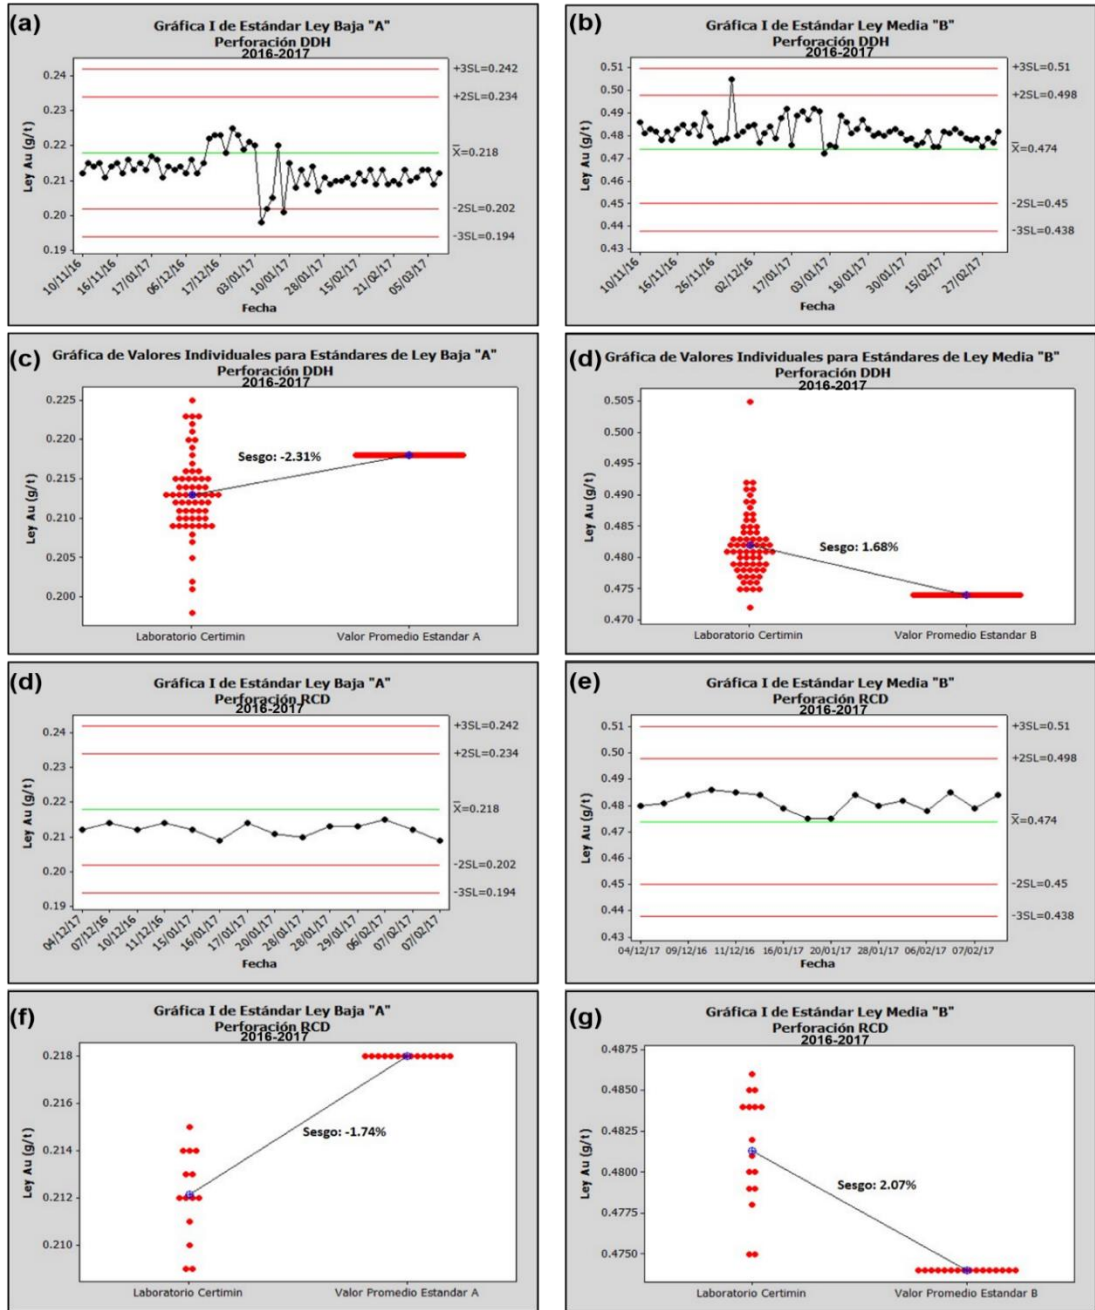 (a)
Gráfica I de Estándar Ley Baja "A"
Perforación DDH
2016-2017
Ley Au (g/t)
0.24
0.23
0.22
0.21
0.20
0.19
+3SL=0.242
+2SL=0.234
X̅=0.218
-2SL=0.202
-3SL=0.194
10/11/16
16/11/16
17/01/17
06/12/16
17/12/16
03/01/17
10/01/17
28/01/17
15/02/17
21/02/17
05/03/17
Fecha
(b)
Gráfica I de Estándar Ley Media "B"
Perforación DDH
2016-2017
Ley Au (g/t)
0.51
0.50
0.49
0.48
0.47
0.46
0.45
0.44
0.43
+3SL=0.51
+2SL=0.498
X̅=0.474
-2SL=0.45
-3SL=0.438
10/11/16
16/11/16
26/11/16
02/12/16
17/01/17
03/01/17
18/01/17
30/01/17
15/02/17
27/02/17
Fecha
(c)
Gráfica de Valores Individuales para Estándares de Ley Baja "A"
Perforación DDH
2016-2017
Ley Au (g/t)
0.225
0.220
0.215
0.210
0.205
0.200
Sesgo: -2.31%
Laboratorio Certimin
Valor Promedio Estandar A
(d)
Gráfica de Valores Individuales para Estándares de Ley Media "B"
Perforación DDH
2016-2017
Ley Au (g/t)
0.505
0.500
0.495
0.490
0.485
0.480
0.475
0.470
Sesgo: 1.68%
Laboratorio Certimin
Valor Promedio Estandar B
(d)
Gráfica I de Estándar Ley Baja "A"
Perforación RCD
2016-2017
Ley Au (g/t)
0.24
0.23
0.22
0.21
0.20
0.19
+3SL=0.242
+2SL=0.234
X̅=0.218
-2SL=0.202
-3SL=0.194
04/12/17
07/12/16
10/12/16
11/12/16
15/01/17
16/01/17
17/01/17
20/01/17
28/01/17
28/01/17
29/01/17
06/02/17
07/02/17
07/02/17
Fecha
(e)
Gráfica I de Estándar Ley Media "B"
Perforación RCD
2016-2017
Ley Au (g/t)
0.51
0.50
0.49
0.48
0.47
0.46
0.45
0.44
0.43
+3SL=0.51
+2SL=0.498
X̅=0.474
-2SL=0.45
-3SL=0.438
04/12/17
09/12/16
11/12/16
16/01/17
20/01/17
28/01/17
06/02/17
07/02/17
Fecha
(f)
Gráfica I de Estándar Ley Baja "A"
Perforación RCD
2016-2017
Ley Au (g/t)
0.218
0.216
0.214
0.212
0.210
Sesgo: -1.74%
Laboratorio Certimin
Valor Promedio Estandar A
(g)
Gráfica I de Estándar Ley Media "B"
Perforación RCD
2016-2017
Ley Au (g/t)
0.4875
0.4850
0.4825
0.4800
0.4775
0.4750
Sesgo: 2.07%
Laboratorio Certimin
Valor Promedio Estandar B